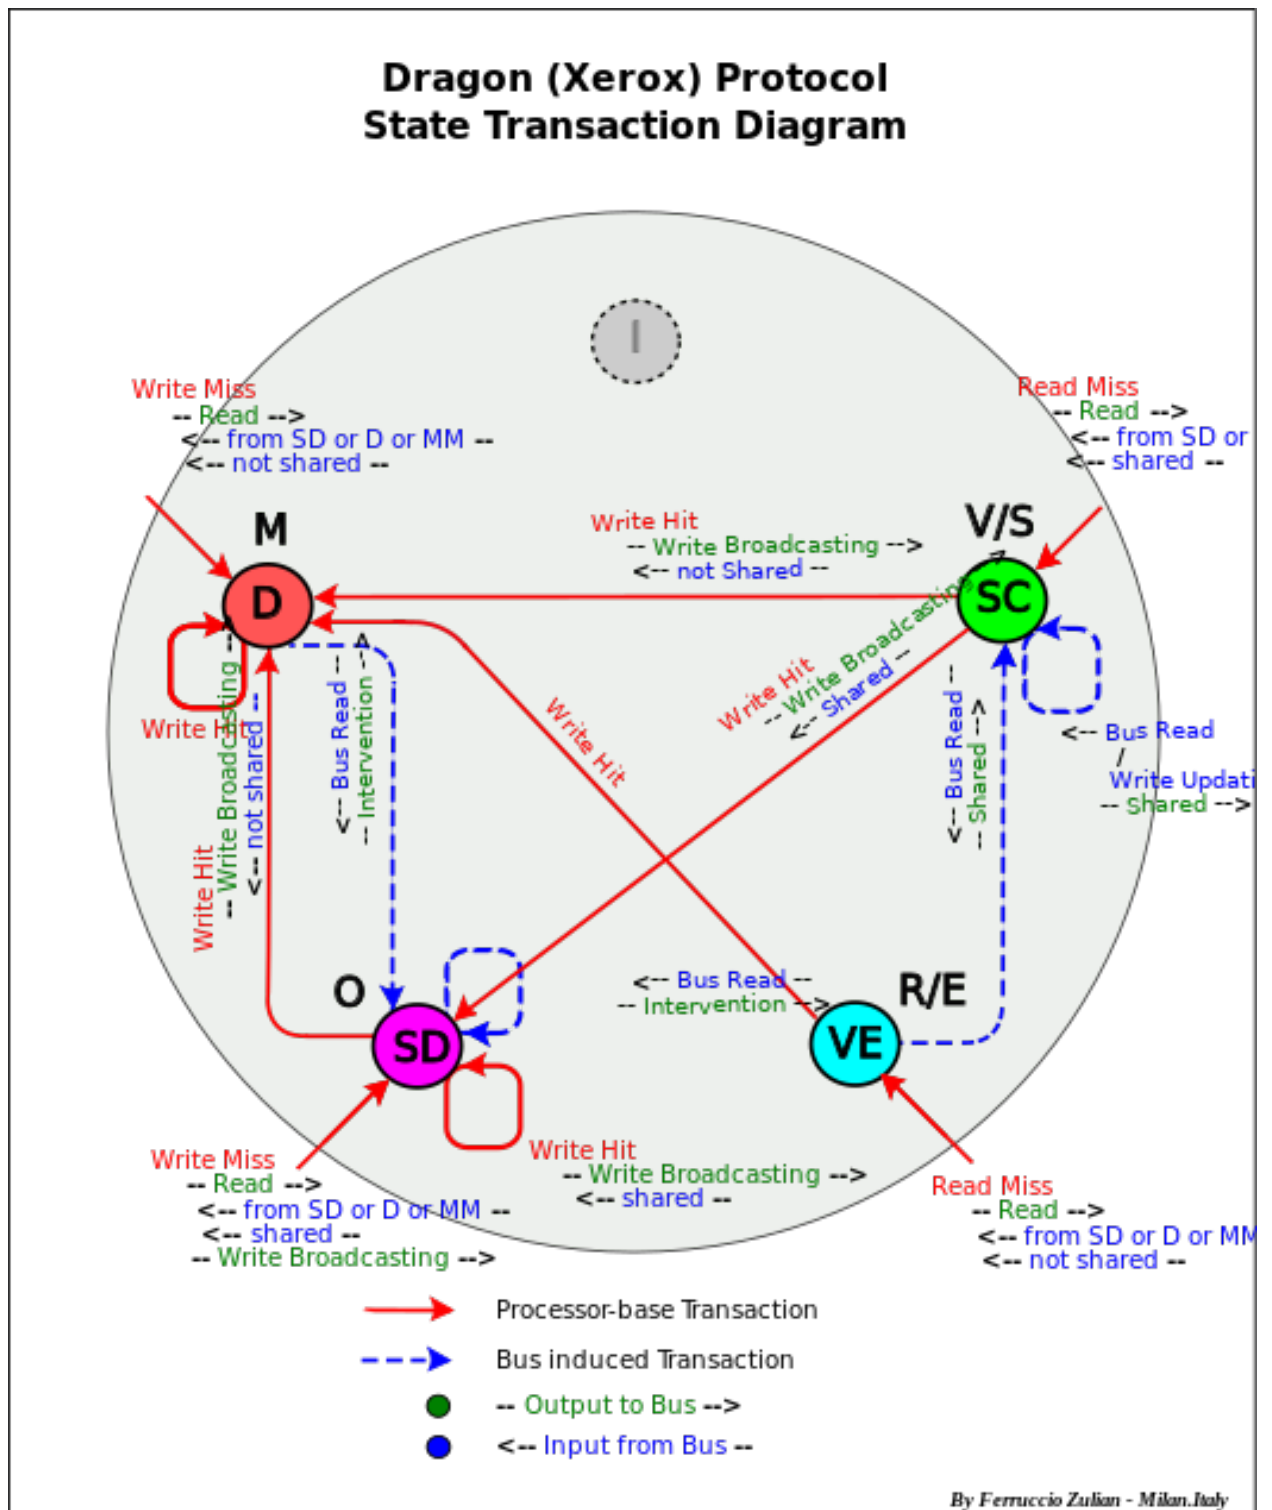 Dragon (Xerox) Protocol
State Transaction Diagram
I
Write Miss
-- Read -->
<-- from SD or D or MM --
<-- not shared --
Read Miss
-- Read -->
<-- from SD or
<-- shared --
M
V/S
Write Hit
-- Write Broadcasting -->
<-- not Shared --
D
SC
Write Hit
Write Hit
-- Write Broadcasting -->
<-- not shared --
<-- Bus Read --
-- Intervention -->
Write Hit
Write Hit
-- Write Broadcasting -->
<-- Shared --
<-- Bus Read --
-- Shared -->
<-- Bus Read
/
Write Updati
-- Shared -->
O
R/E
<-- Bus Read --
-- Intervention -->
SD
VE
Write Hit
-- Write Broadcasting -->
<-- shared --
Write Miss
-- Read -->
<-- from SD or D or MM --
<-- shared --
-- Write Broadcasting -->
Read Miss
-- Read -->
<-- from SD or D or MM
<-- not shared --
Processor-base Transaction
Bus induced Transaction
-- Output to Bus -->
<-- Input from Bus --
By Ferruccio Zulian - Milan.Italy